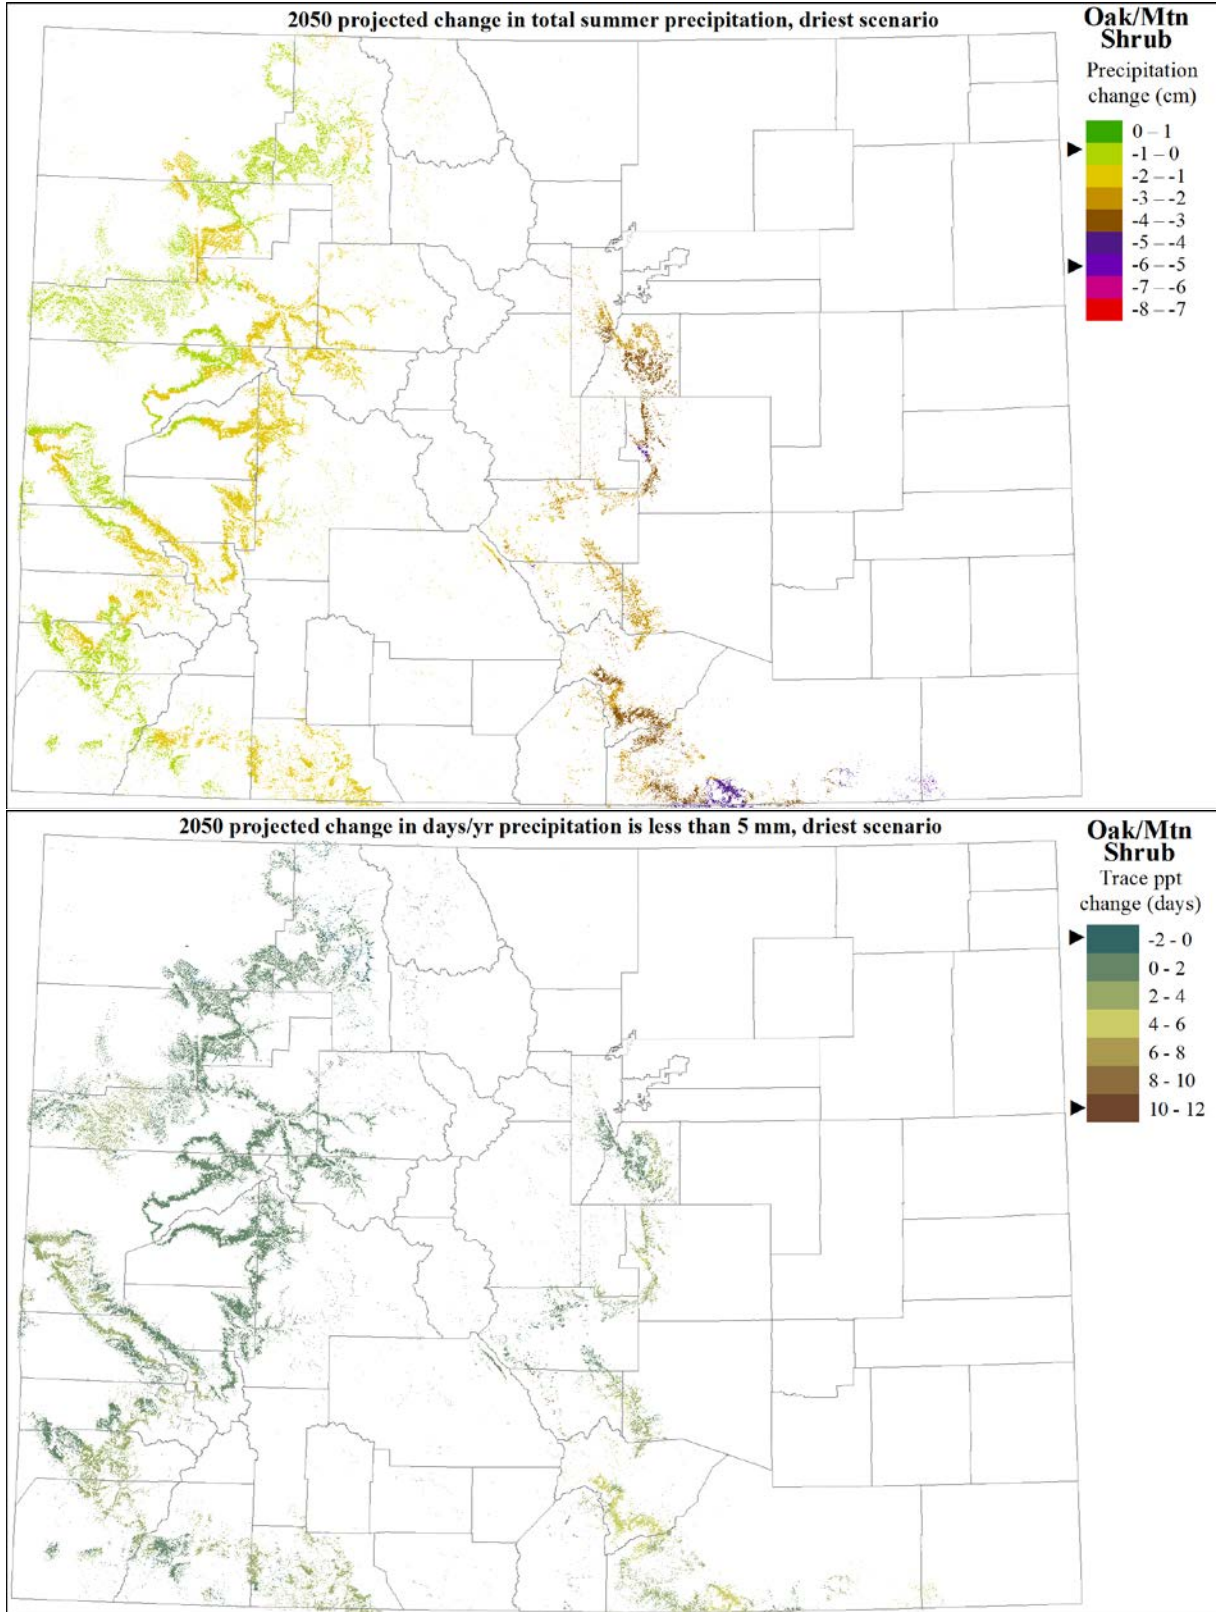 2050 projected change in total summer precipitation, driest scenario
Oak/Mtn
Shrub
Precipitation
change (cm)
0 – 1
-1 – 0
-2 – -1
-3 – -2
-4 – -3
-5 – -4
-6 – -5
-7 – -6
-8 – -7
2050 projected change in days/yr precipitation is less than 5 mm, driest scenario
Oak/Mtn
Shrub
Trace ppt
change (days)
-2 - 0
0 - 2
2 - 4
4 - 6
6 - 8
8 - 10
10 - 12